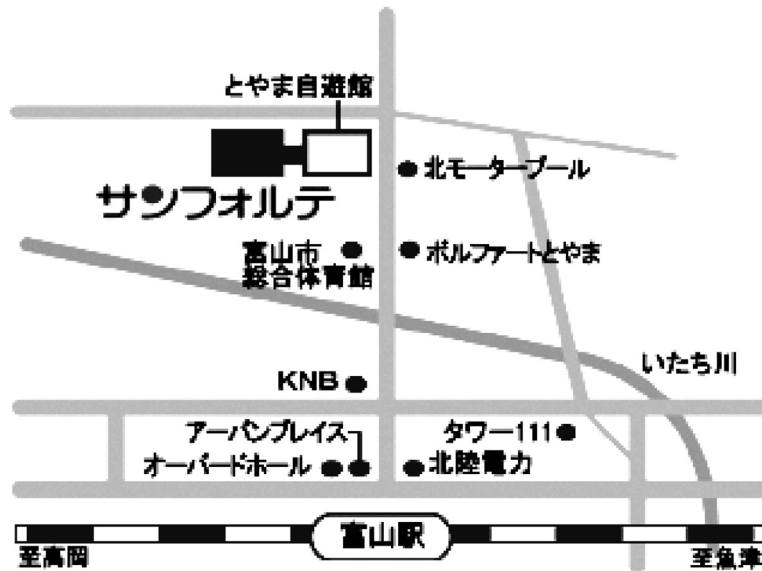 とやま自遊館
北モータープール
サンフォルテ
富山市
総合体育館
ボルファートとやま
いたち川
KNB
アーバンプレイス
タワー111
オーバードホール
北陸電力
富山駅
至高岡
至魚津